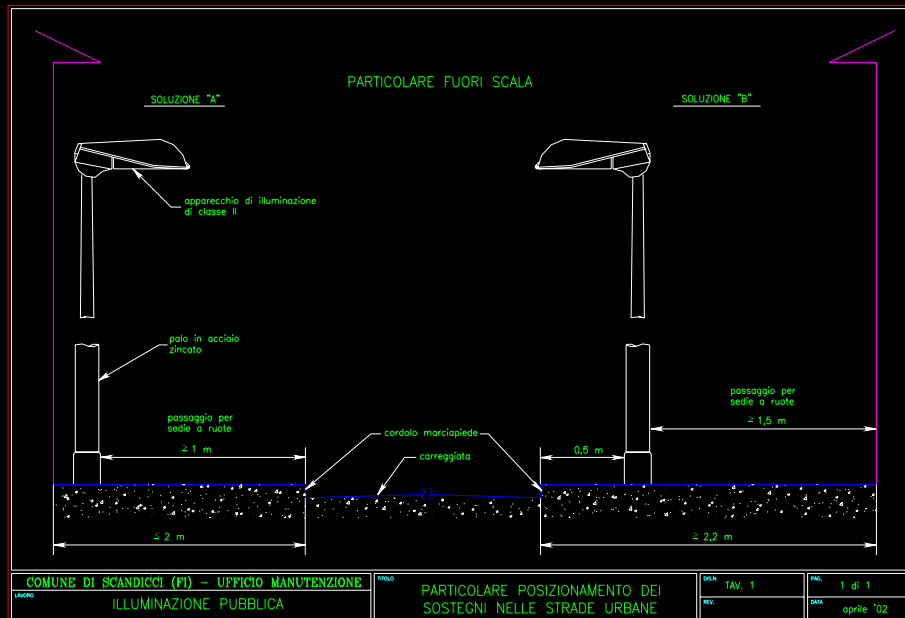 PARTICOLARE FUORI SCALA
SOLUZIONE "A"
SOLUZIONE "B"
apparecchio di illuminazione
di classe II
palo in acciaio
zincato
passaggio per
sedie a ruote
≥ 1 m
cordolo marciapiede
carreggiata
0,5 m
passaggio per
sedie a ruote
≥ 1,5 m
≤ 2 m
≥ 2,2 m
COMUNE DI SCANDICCI (FI) - UFFICIO MANUTENZIONE
LAVORO
ILLUMINAZIONE PUBBLICA
TITOLO
PARTICOLARE POSIZIONAMENTO DEI
SOSTEGNI NELLE STRADE URBANE
DIS.N.
TAV. 1
REV.
PAG.
1 di 1
DATA
aprile '02